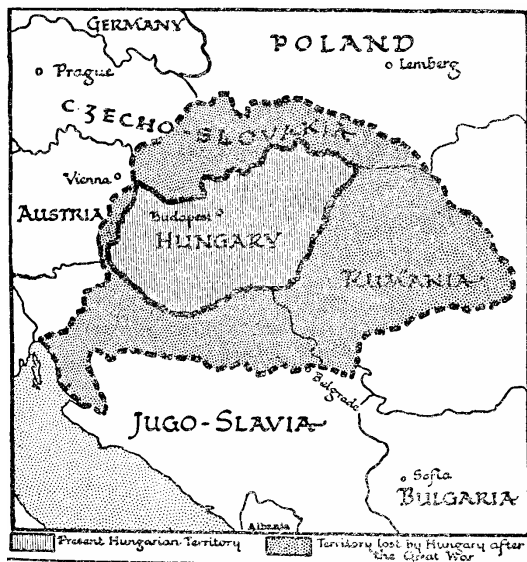 GERMANY
POLAND
Prague
Lemberg
CZECHO-SLOVAKIA
Vienna
AUSTRIA
Budapest
HUNGARY
RUMANIA
Belgrade
JUGO-SLAVIA
Sofia
BULGARIA
Albania
Present Hungarian Territory
Territory lost by Hungary after
the Great War